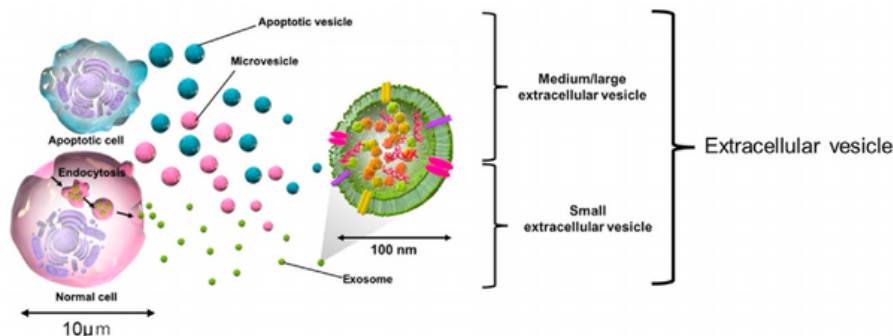 Apoptotic vesicle
Microvesicle
Apoptotic cell
Endocytosis
Normal cell
10μm
Exosome
100 nm
Medium/large
extracellular vesicle
Small
extracellular vesicle
Extracellular vesicle